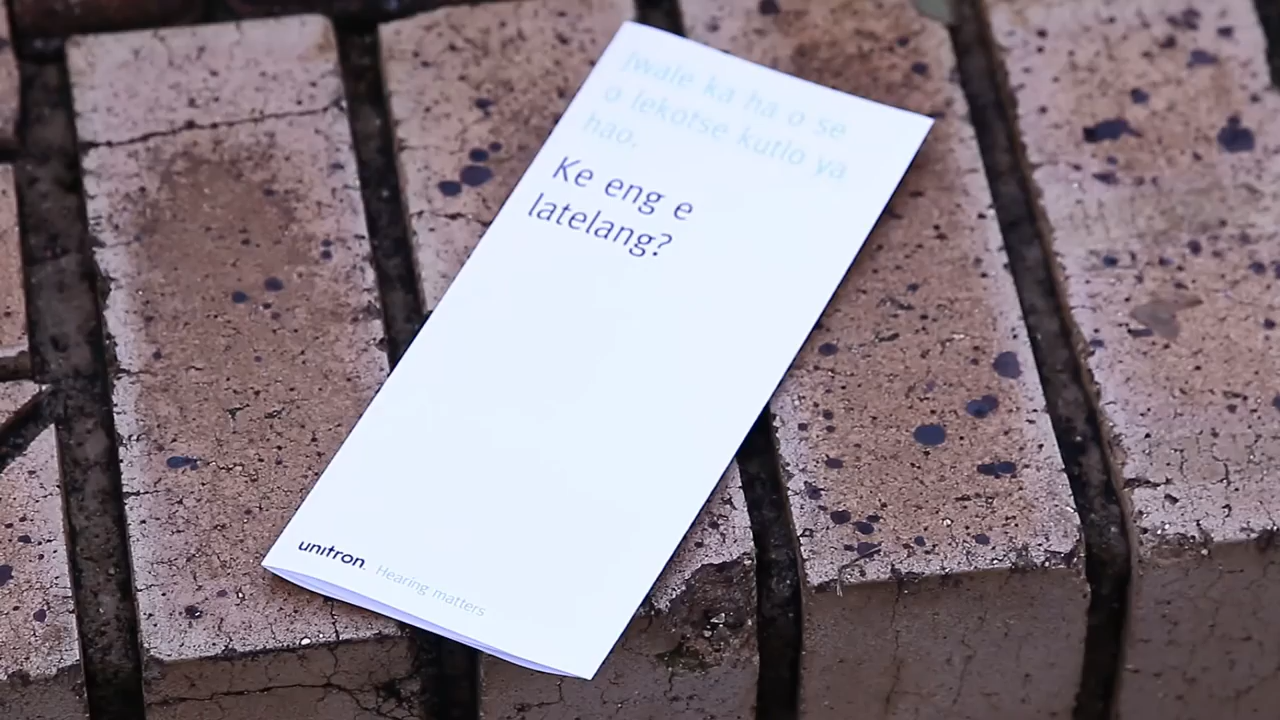 Jwale ka ha o se
o lekotse kutlo ya
hao,
Ke eng e
latelang?
unitron. Hearing matters